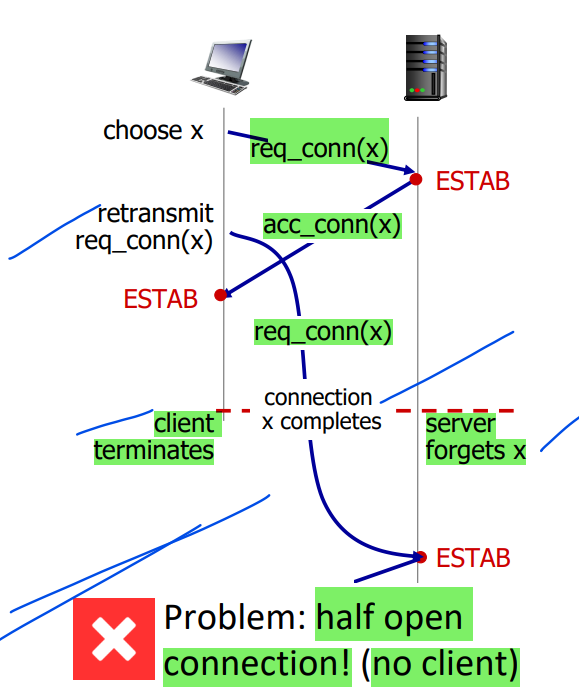 choose x
req_conn(x)
ESTAB
retransmit
req_conn(x)
acc_conn(x)
ESTAB
req_conn(x)
connection
x completes
client
terminates
server
forgets x
ESTAB
Problem: half open
connection! (no client)